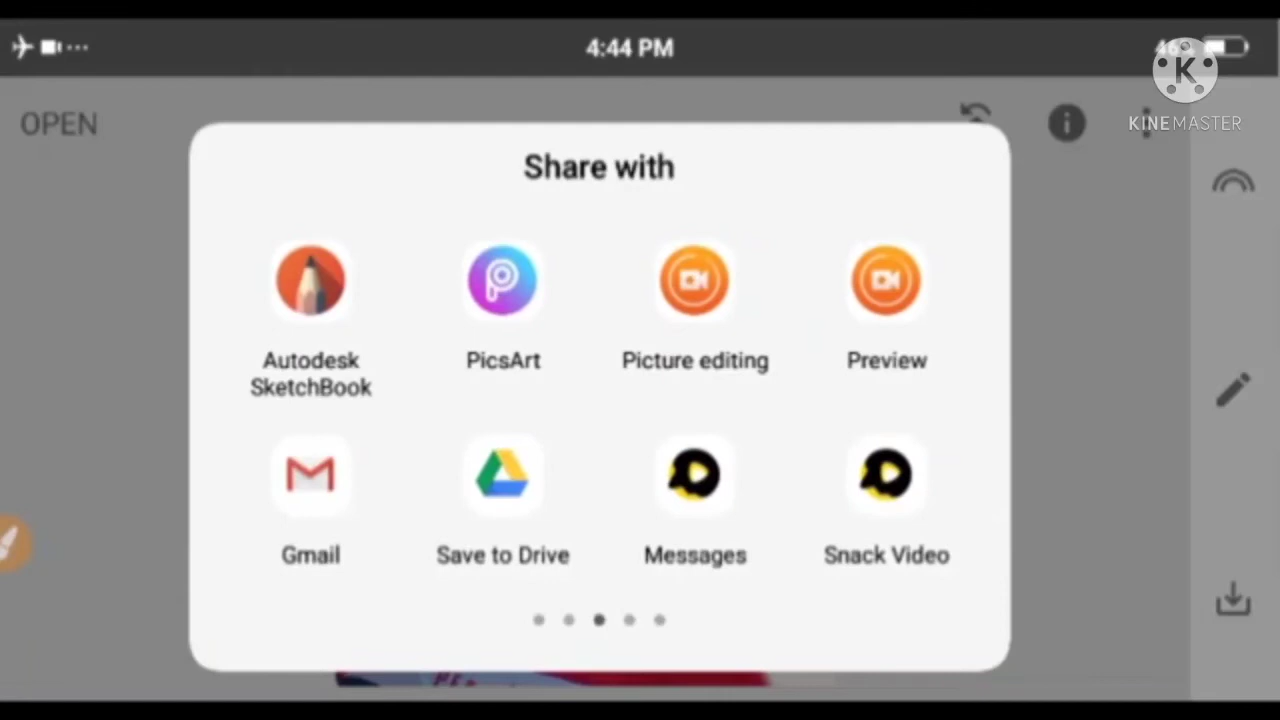 4:44 PM
KINEMASTER
OPEN
Share with
Autodesk
SketchBook
PicsArt
Picture editing
Preview
Gmail
Save to Drive
Messages
Snack Video